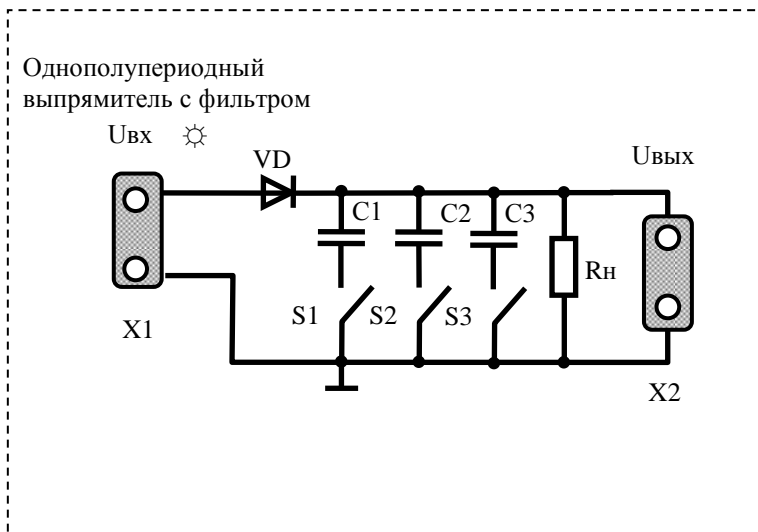 Однополупериодный
выпрямитель с фильтром
Uвх
VD
Uвых
C1 C2 C3
Rн
S1 S2 S3
X1
X2